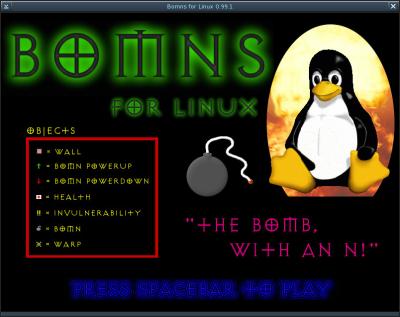 Bomns for Linux 0.99.1
BOMNS
FOR LINUX
OBJECTS
= WALL
= BOMN POWERUP
= BOMN POWERDOWN
= HEALTH
= INVULNERABILITY
= BOMN
= WARP
"THE BOMB,
WITH AN N!"
PRESS SPACEBAR TO PLAY